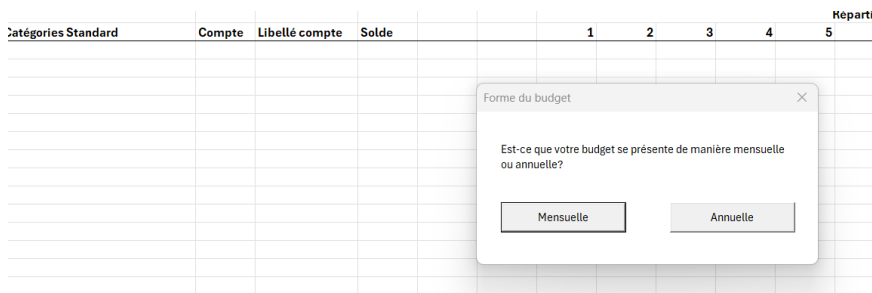 Réparti
Catégories Standard Compte Libellé compte Solde 1 2 3 4 5
Forme du budget
Est-ce que votre budget se présente de manière mensuelle
ou annuelle?
Mensuelle Annuelle